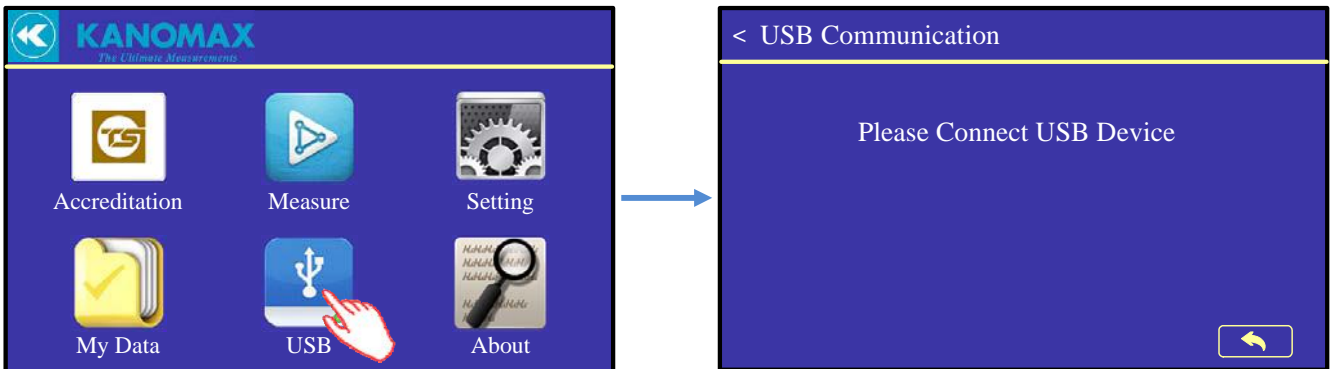 KANOMAX
The Ultimate Measurements
Accreditation
Measure
Setting
My Data
USB
About
< USB Communication
Please Connect USB Device